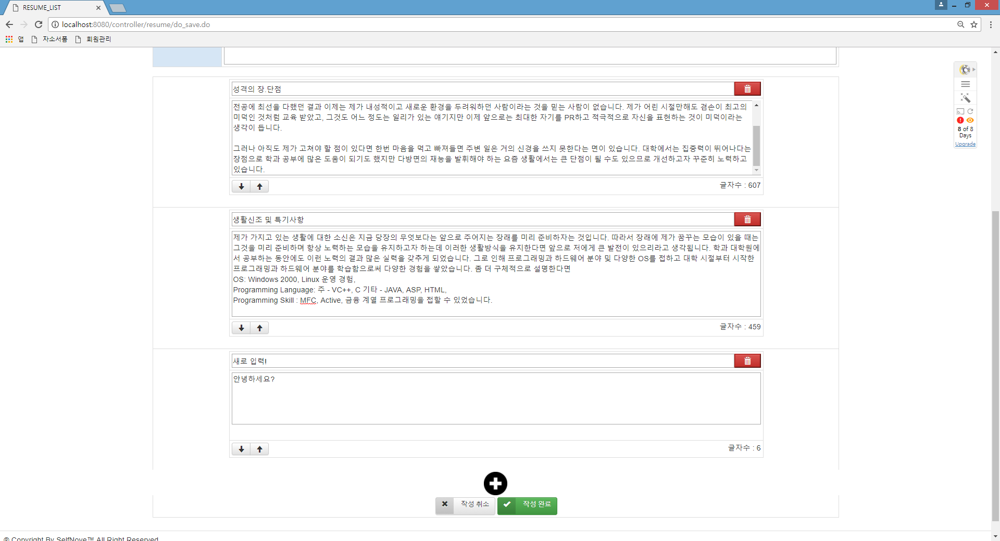 RESUME_LIST
localhost:8080/controller/resume/do_save.do
앱 자소서폼 회원관리
성격의 장.단점
전공에 최선을 다했던 결과 이제는 제가 내성적이고 새로운 환경을 두려워하던 사람이라는 것을 믿는 사람이 없습니다. 제가 어린 시절만해도 겸손이 최고의
미덕인 것처럼 교육 받았고, 그것도 어느 정도는 일리가 있는 얘기지만 이제 앞으로는 최대한 자기를 PR하고 적극적으로 자신을 표현하는 것이 미덕이라는
생각이 듭니다.
그러나 아직도 제가 고쳐야 할 점이 있다면 한번 마음을 먹고 빠져들면 주변 일은 거의 신경을 쓰지 못한다는 면이 있습니다. 대학에서는 집중력이 뛰어나다는
장점으로 학과 공부에 많은 도움이 되기도 했지만 다방면의 재능을 발휘해야 하는 요즘 생활에서는 큰 단점이 될 수도 있으므로 개선하고자 꾸준히 노력하고
있습니다.
글자수 : 607
생활신조 및 특기사항
제가 가지고 있는 생활에 대한 소신은 지금 당장의 무엇보다는 앞으로 주어지는 장래를 미리 준비하자는 것입니다. 따라서 장래에 제가 꿈꾸는 모습이 있을 때는
그것을 미리 준비하며 항상 노력하는 모습을 유지하고자 하는데 이러한 생활방식을 유지한다면 앞으로 저에게 큰 발전이 있으리라고 생각됩니다. 학과 대학원에
서 공부하는 동안에도 이런 노력의 결과 많은 실력을 갖추게 되었습니다. 그로 인해 프로그래밍과 하드웨어 분야 및 다양한 OS를 접하고 대학 시절부터 시작한
프로그래밍과 하드웨어 분야를 학습함으로써 다양한 경험을 쌓았습니다. 좀 더 구체적으로 설명한다면
OS: Windows 2000, Linux 운영 경험,
Programming Language: 주 - VC++, C 기타 - JAVA, ASP, HTML,
Programming Skill : MFC, Active, 금융 계열 프로그래밍을 접할 수 있었습니다.
글자수 : 459
새로 입력!
안녕하세요?
글자수 : 6
작성 취소 작성 완료
® Copyright By SelfNove™ All Right Reserved
8 of 8
Days
Upgrade